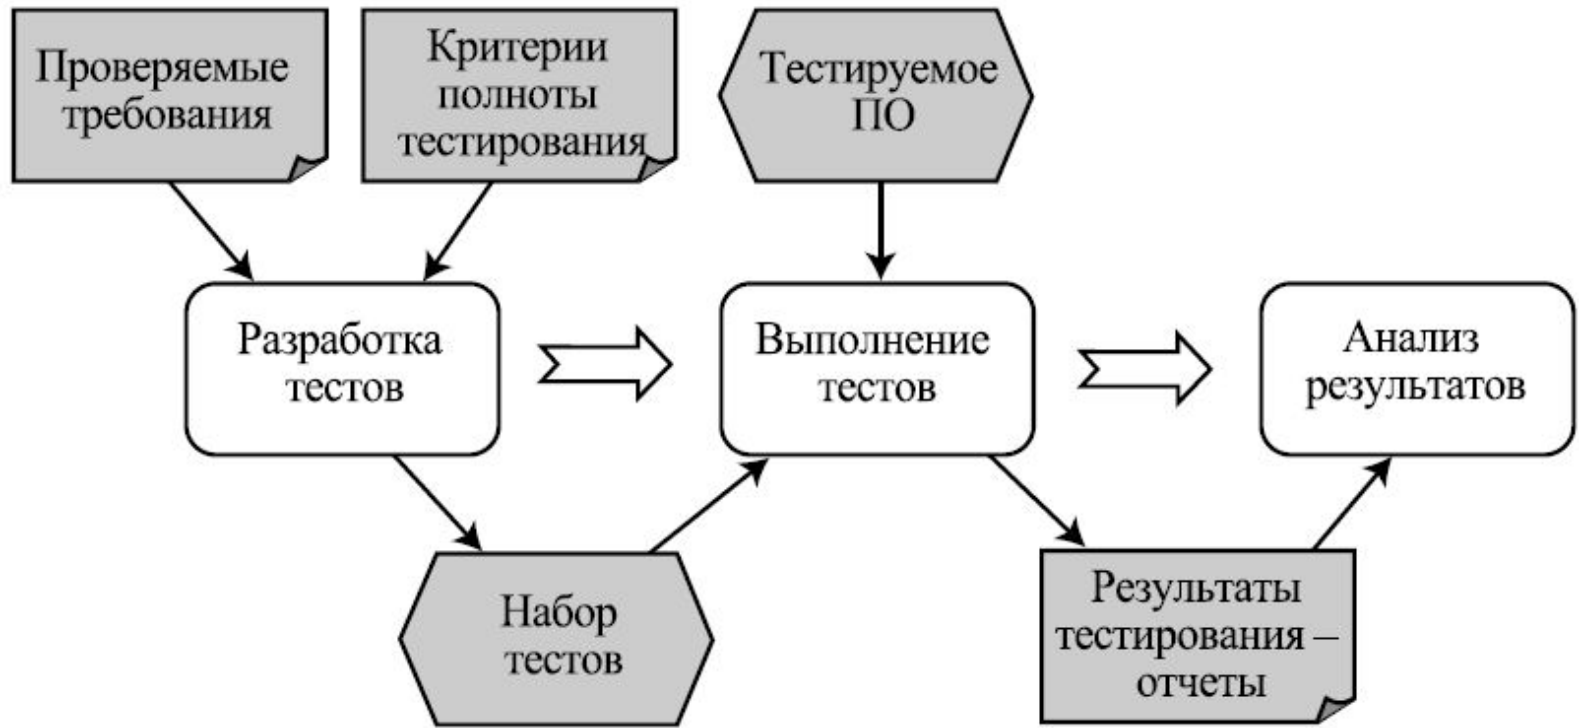 Проверяемые
требования
Критерии
полноты
тестирования
Тестируемое
ПО
Разработка
тестов
Выполнение
тестов
Анализ
результатов
Набор
тестов
Результаты
тестирования –
отчеты